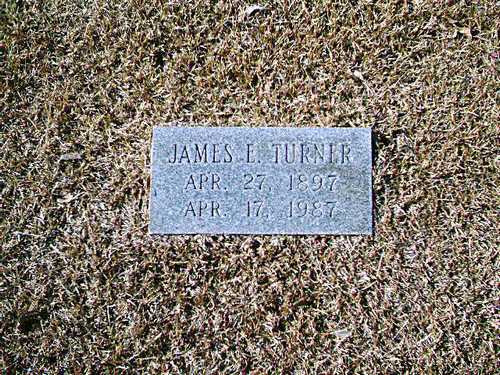 JAMES E. TURNER
APR. 27, 1897
APR. 17, 1987